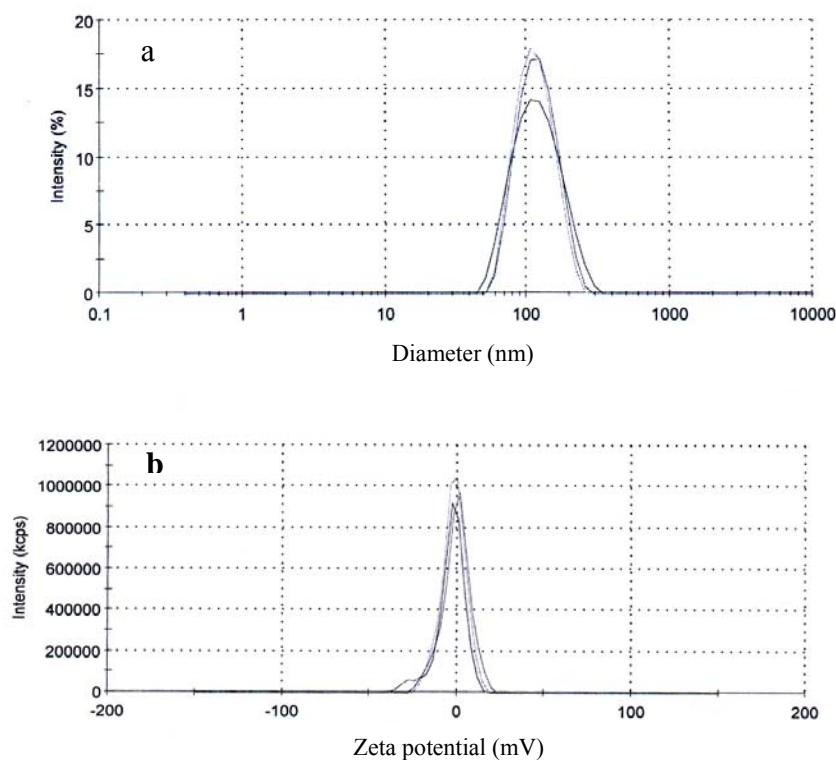 a
20
15
10
5
0
Intensity (%)
0.1 1 10 100 1000 10000
Diameter (nm)
b
1200000
1000000
800000
600000
400000
200000
0
Intensity (kcps)
-200 -100 0 100 200
Zeta potential (mV)